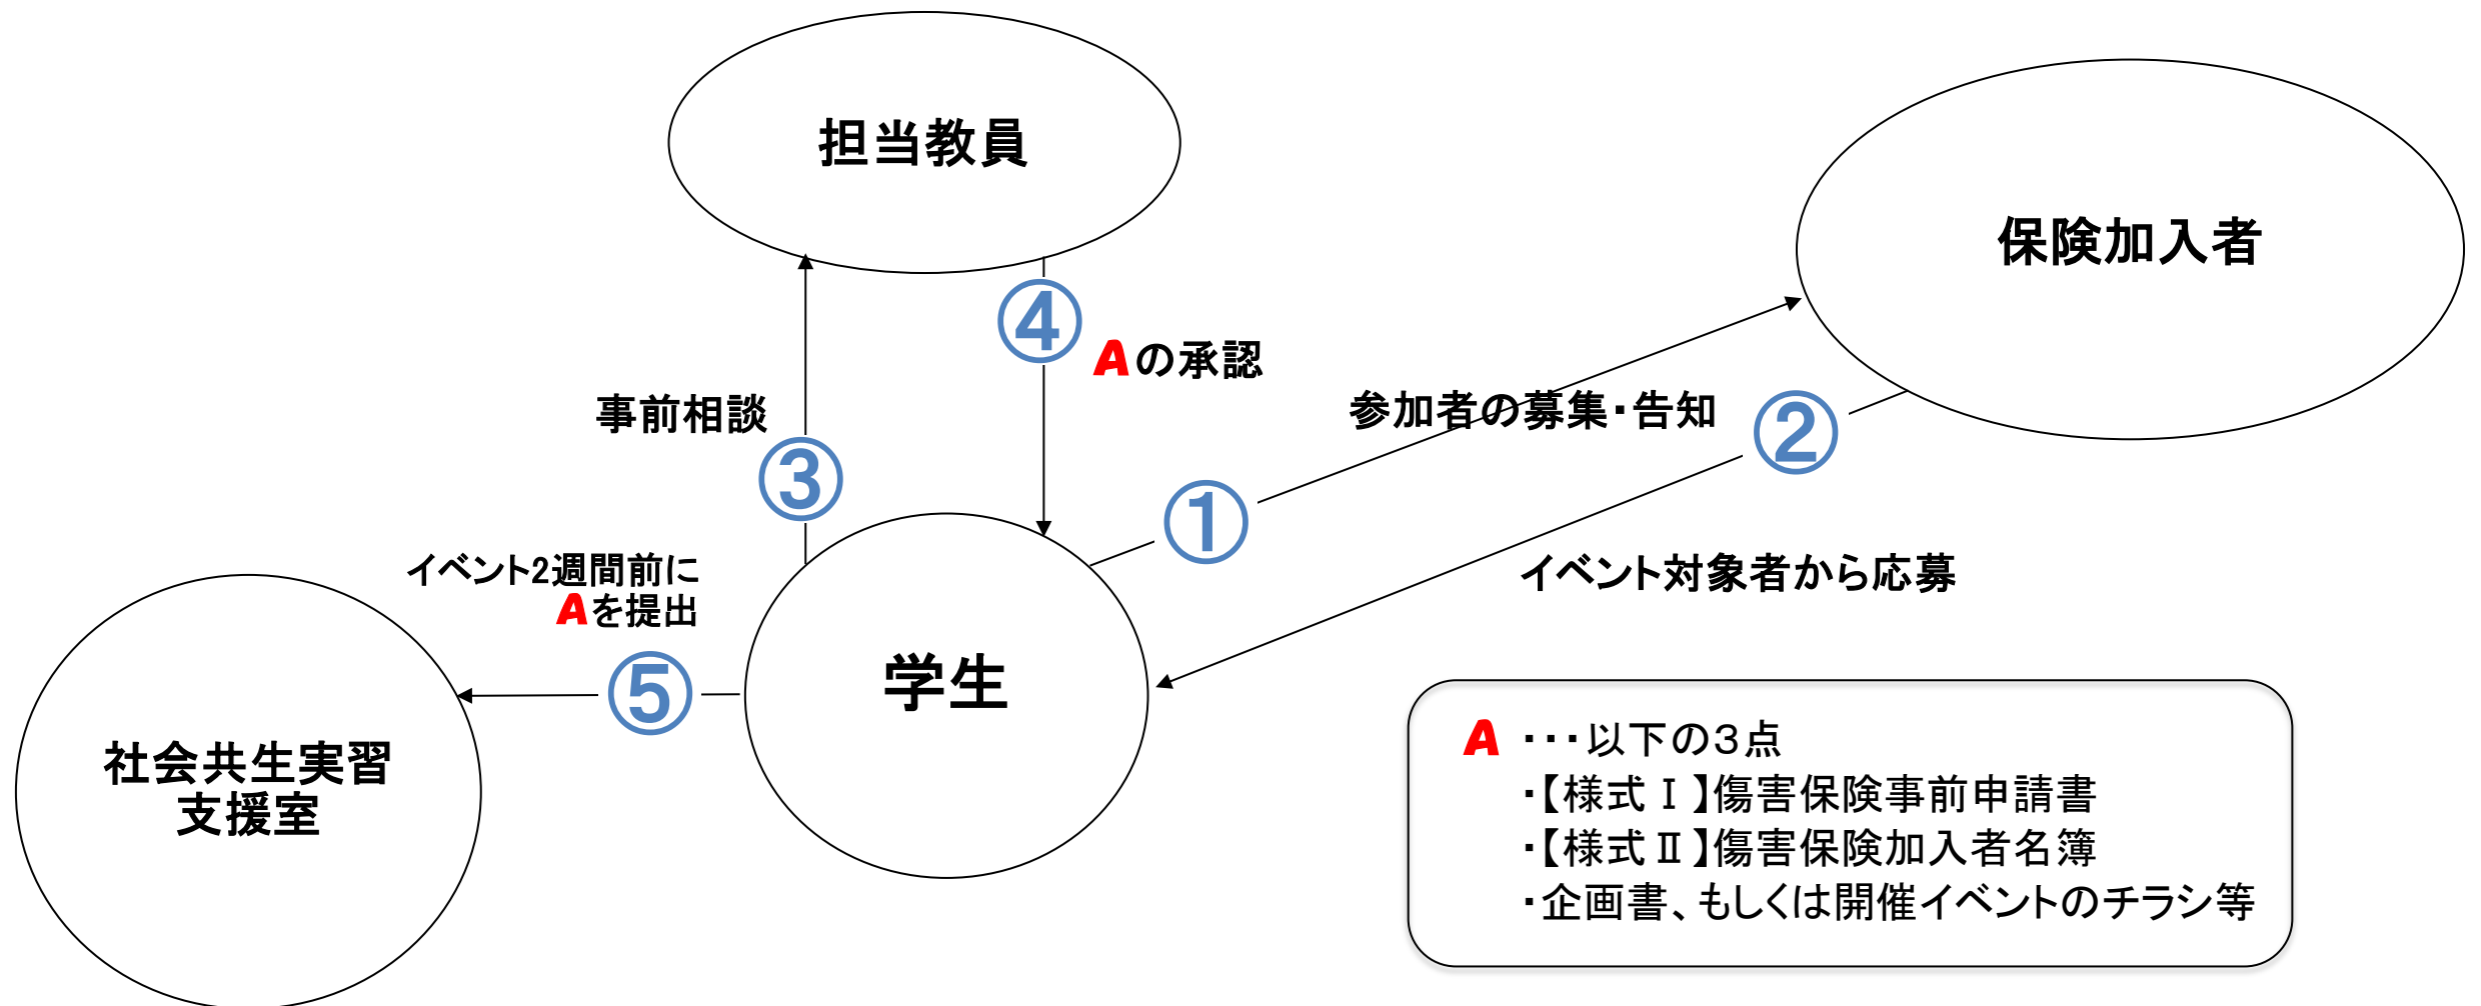 担当教員
保険加入者
④
Aの承認
事前相談
参加者の募集・告知
②
③
①
イベント2週間前に
Aを提出
イベント対象者から応募
⑤
学生
社会共生実習
支援室
A ・・・以下の3点
・【様式Ⅰ】傷害保険事前申請書
・【様式Ⅱ】傷害保険加入者名簿
・企画書、もしくは開催イベントのチラシ等